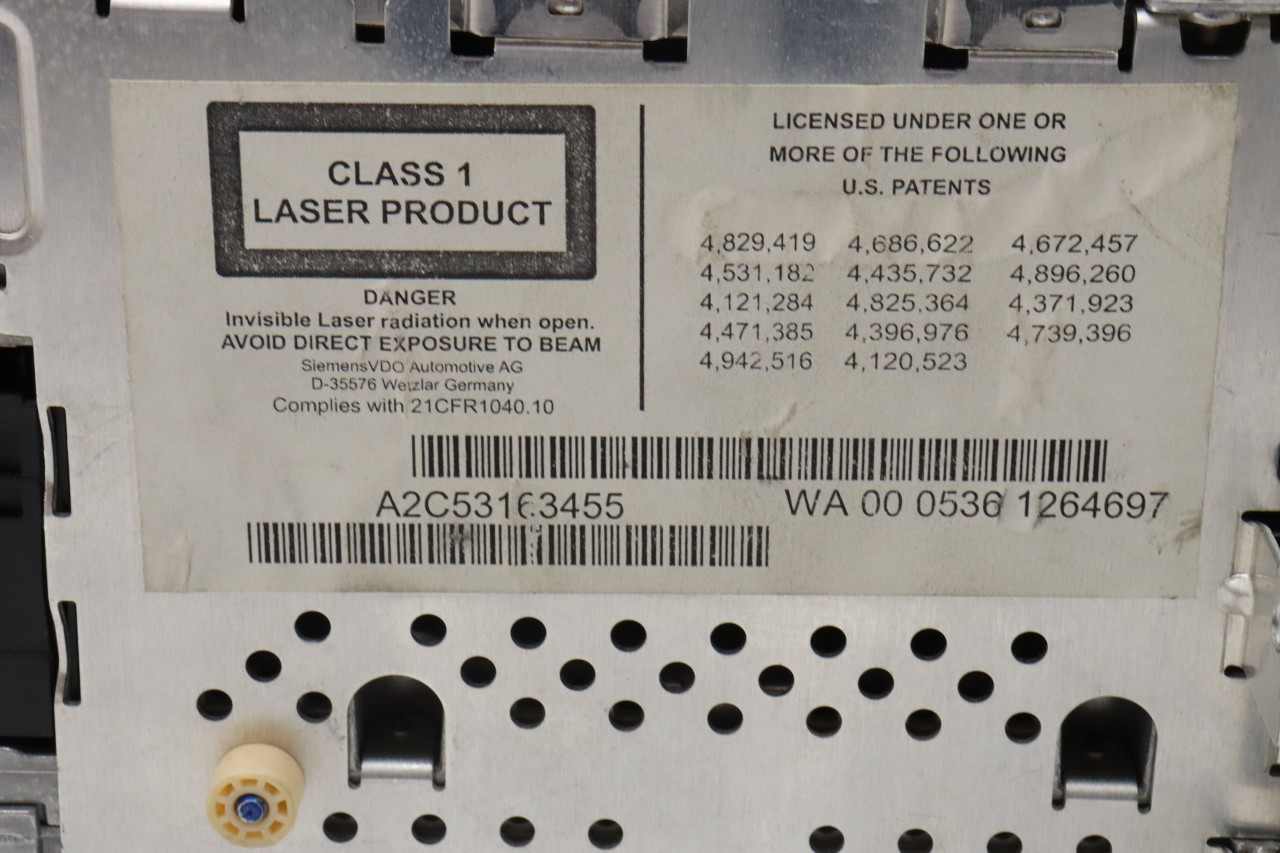 CLASS 1
LASER PRODUCT
DANGER
Invisible Laser radiation when open.
AVOID DIRECT EXPOSURE TO BEAM
SiemensVDO Automotive AG
D-35576 Wetzlar Germany
Complies with 21CFR1040.10
LICENSED UNDER ONE OR
MORE OF THE FOLLOWING
U.S. PATENTS
4,829,419 4,686,622 4,672,457
4,531,182 4,435,732 4,896,260
4,121,284 4,825,364 4,371,923
4,471,385 4,396,976 4,739,396
4,942,516 4,120,523
A2C53163455 WA 00 0536 1264697